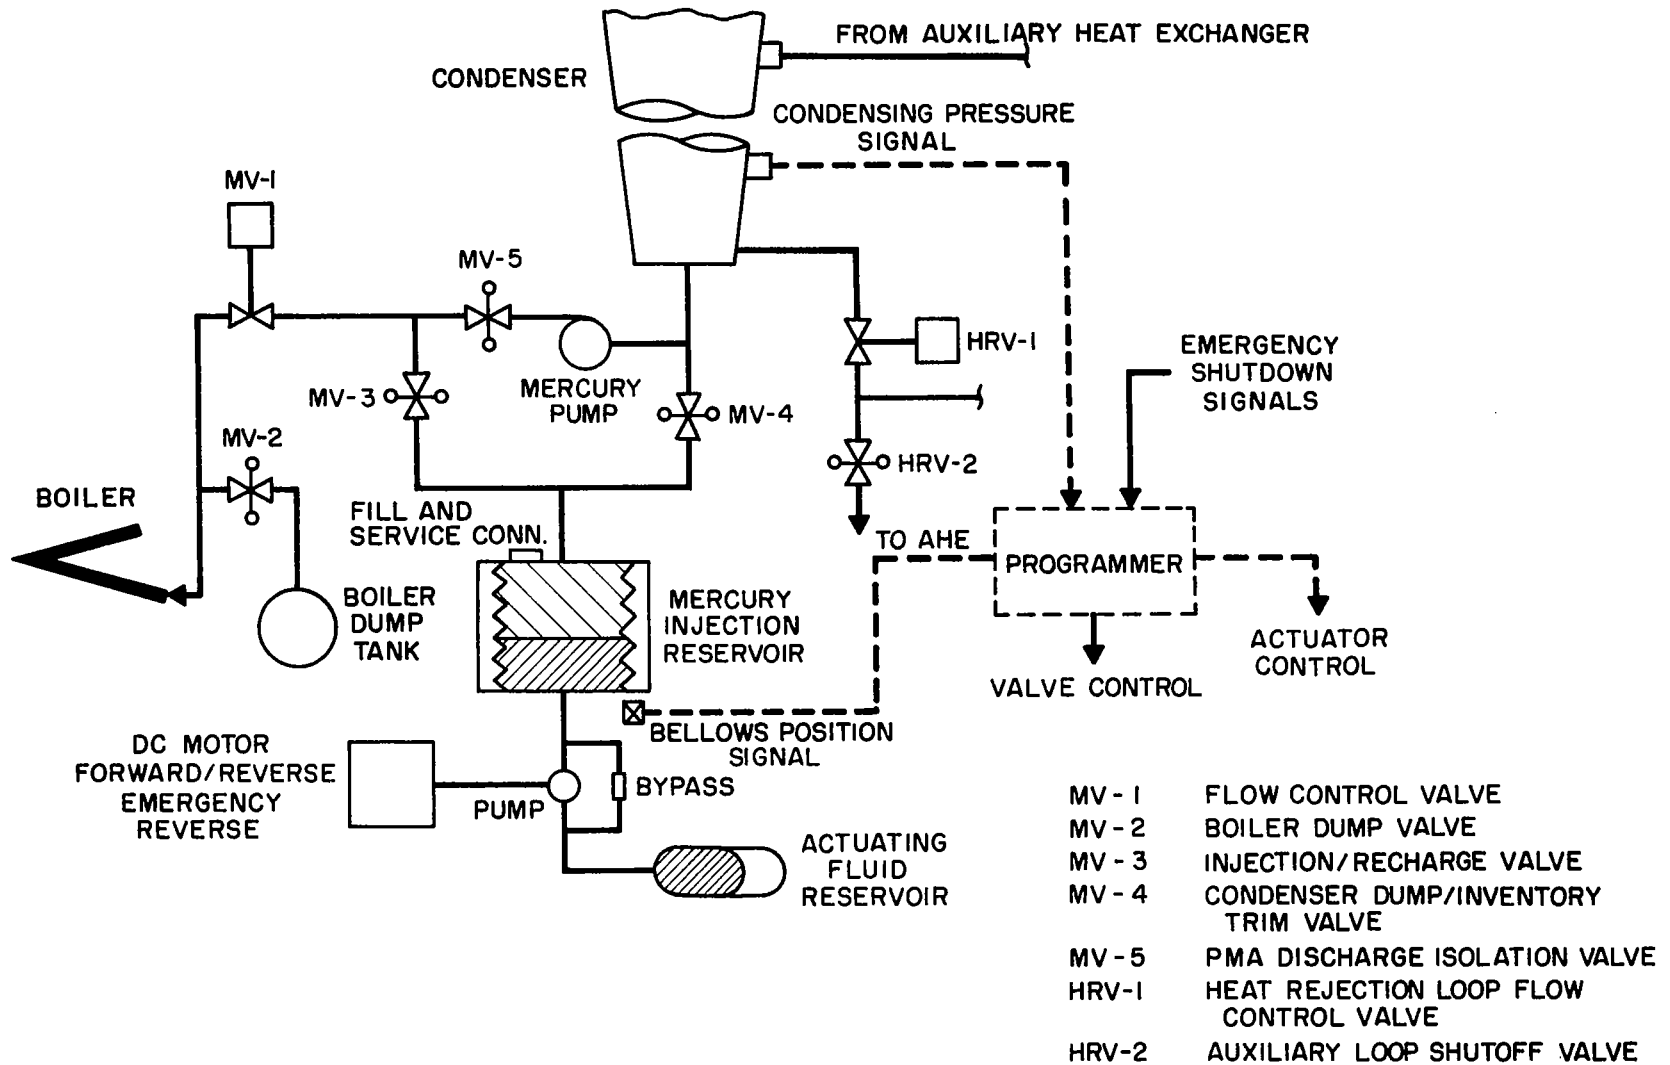 FROM AUXILIARY HEAT EXCHANGER
CONDENSER
CONDENSING PRESSURE
SIGNAL
MV-1
MV-5
HRV-1
EMERGENCY
SHUTDOWN
SIGNALS
MERCURY
PUMP
MV-3
MV-4
MV-2
HRV-2
BOILER
FILL AND
SERVICE CONN.
TO AHE
PROGRAMMER
BOILER
DUMP
TANK
MERCURY
INJECTION
RESERVOIR
ACTUATOR
CONTROL
VALVE CONTROL
BELLOWS POSITION
SIGNAL
DC MOTOR
FORWARD/REVERSE
EMERGENCY
REVERSE
PUMP
BYPASS
ACTUATING
FLUID
RESERVOIR
MV-1 FLOW CONTROL VALVE
MV-2 BOILER DUMP VALVE
MV-3 INJECTION/RECHARGE VALVE
MV-4 CONDENSER DUMP/INVENTORY
TRIM VALVE
MV-5 PMA DISCHARGE ISOLATION VALVE
HRV-1 HEAT REJECTION LOOP FLOW
CONTROL VALVE
HRV-2 AUXILIARY LOOP SHUTOFF VALVE